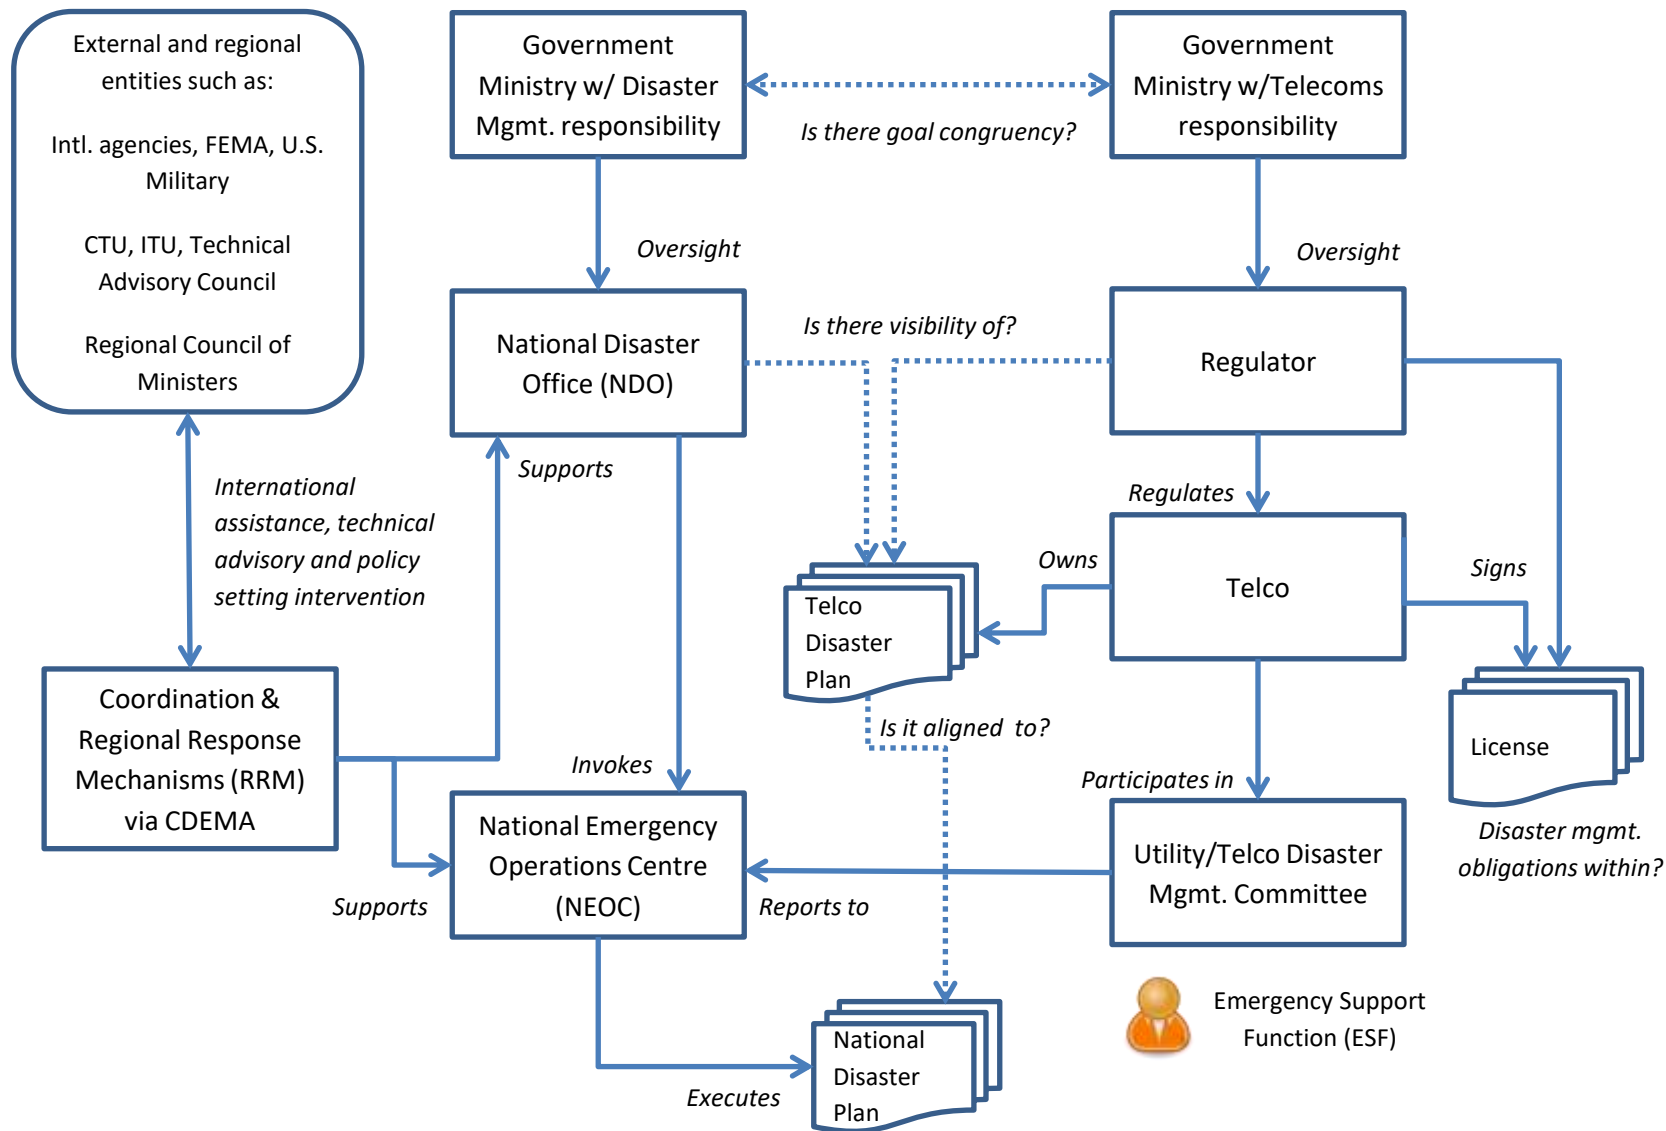 External and regional
entities such as:
Intl. agencies, FEMA, U.S.
Military
CTU, ITU, Technical
Advisory Council
Regional Council of
Ministers
Government
Ministry w/ Disaster
Mgmt. responsibility
Is there goal congruency?
Government
Ministry w/Telecoms
responsibility
Oversight
Oversight
National Disaster
Office (NDO)
Is there visibility of?
Regulator
Supports
International
assistance, technical
advisory and policy
setting intervention
Regulates
Owns
Telco
Signs
Telco
Disaster
Plan
Is it aligned  to?
License
Disaster mgmt.
obligations within?
Coordination &
Regional Response
Mechanisms (RRM)
via CDEMA
Invokes
Participates in
National Emergency
Operations Centre
(NEOC)
Supports
Reports to
Utility/Telco Disaster
Mgmt. Committee
Executes
National
Disaster
Plan
Emergency Support
Function (ESF)